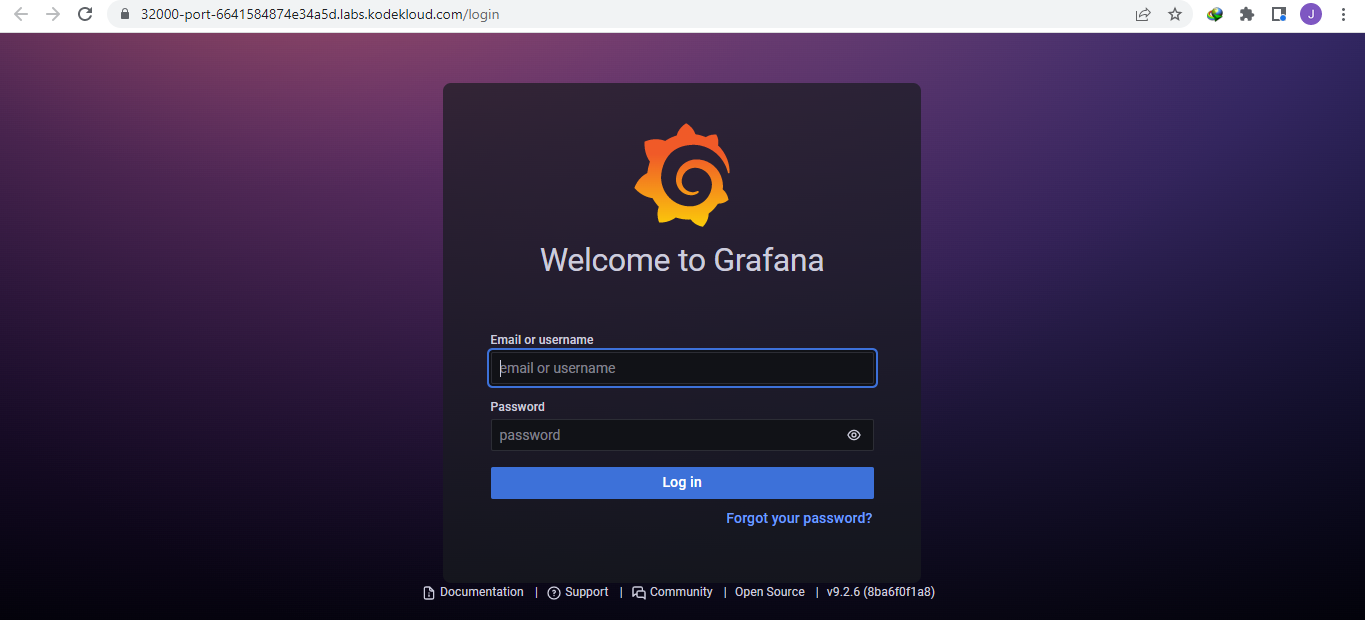 32000-port-6641584874e34a5d.labs.kodekloud.com/login
J
Welcome to Grafana
Email or username
email or username
Password
password
Log in
Forgot your password?
Documentation | Support | Community | Open Source | v9.2.6 (8ba6f0f1a8)